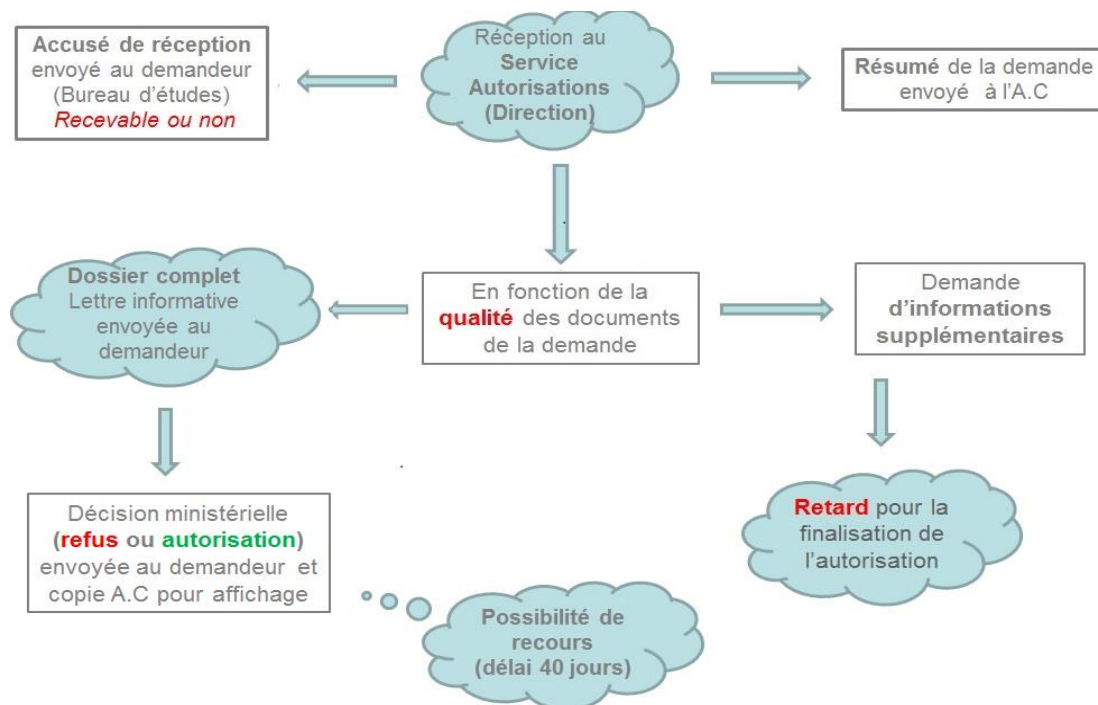 Accusé de réception
envoyé au demandeur
(Bureau d'études)
Recevable ou non
Réception au
Service
Autorisations
(Direction)
Résumé de la demande
envoyé à l'A.C
Dossier complet
Lettre informative
envoyée au
demandeur
En fonction de la
qualité des documents
de la demande
Demande
d'informations
supplémentaires
Décision ministérielle
(refus ou autorisation)
envoyée au demandeur et
copie A.C pour affichage
Retard pour la
finalisation de
l'autorisation
Possibilité de
recours
(délai 40 jours)